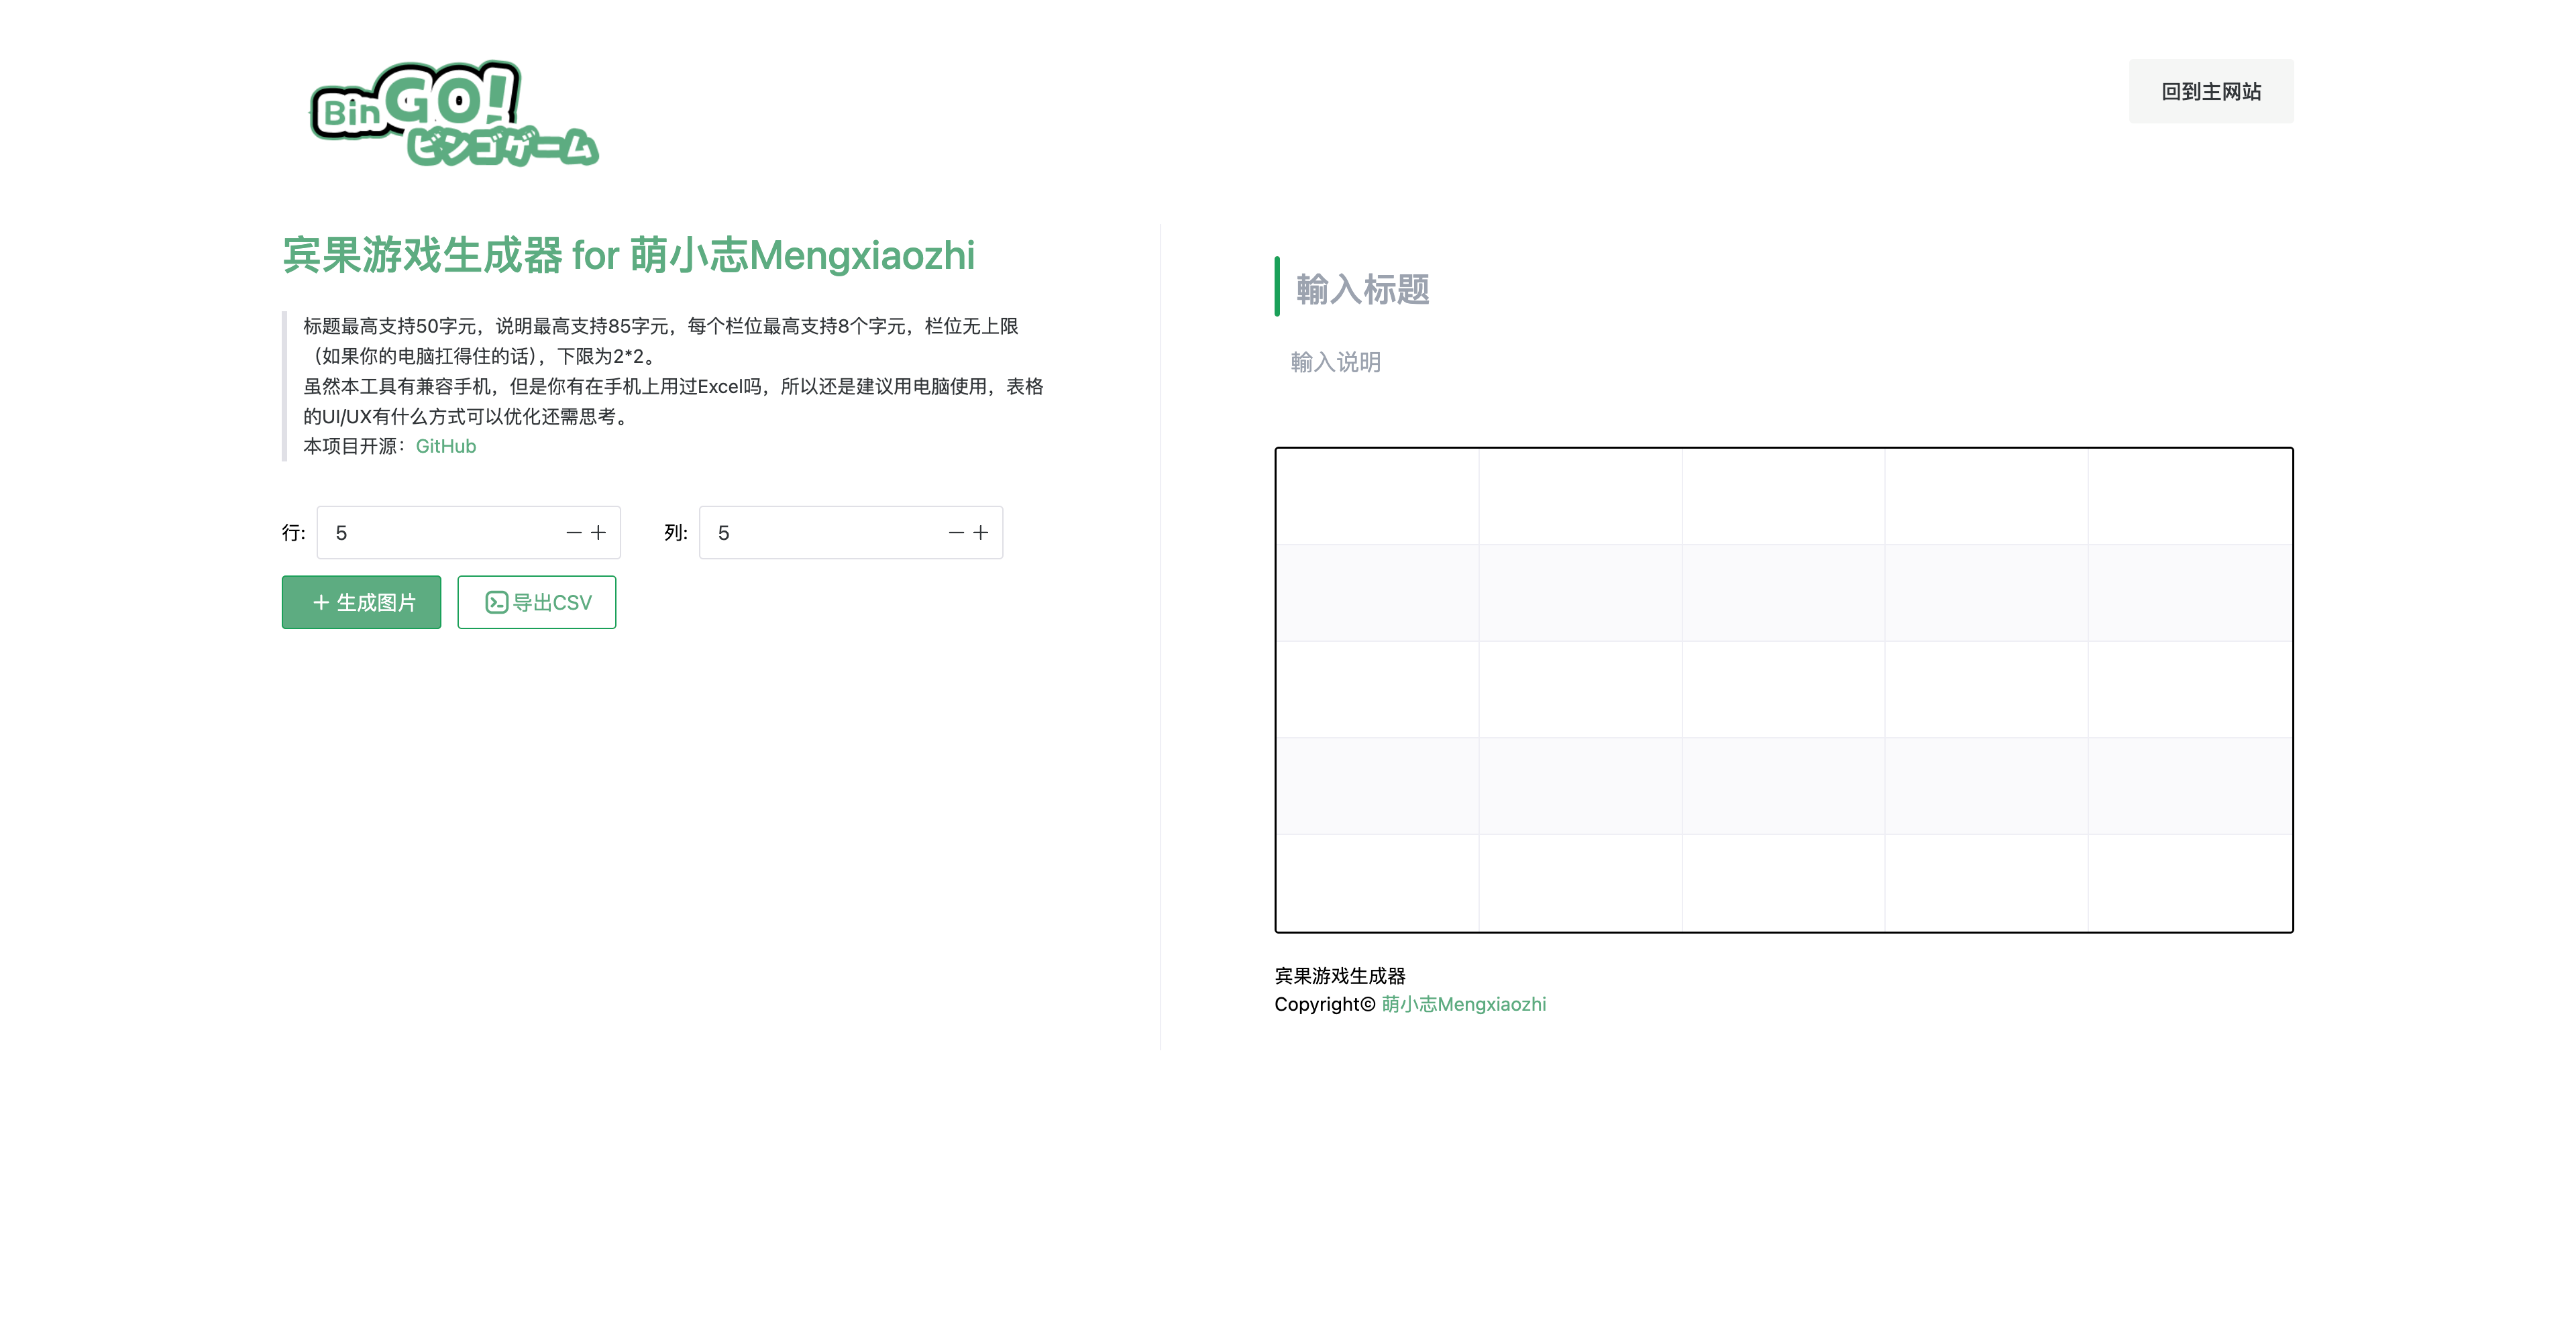 BinGO!
ビンゴゲーム
回到主网站
宾果游戏生成器 for 萌小志Mengxiaozhi
标题最高支持50字元，说明最高支持85字元，每个栏位最高支持8个字元，栏位无上限
（如果你的电脑扛得住的话），下限为2*2。
虽然本工具有兼容手机，但是你有在手机上用过Excel吗，所以还是建议用电脑使用，表格
的UI/UX有什么方式可以优化还需思考。
本项目开源：GitHub
行: 5
列: 5
生成图片
导出CSV
輸入标题
輸入说明
宾果游戏生成器
Copyright© 萌小志Mengxiaozhi